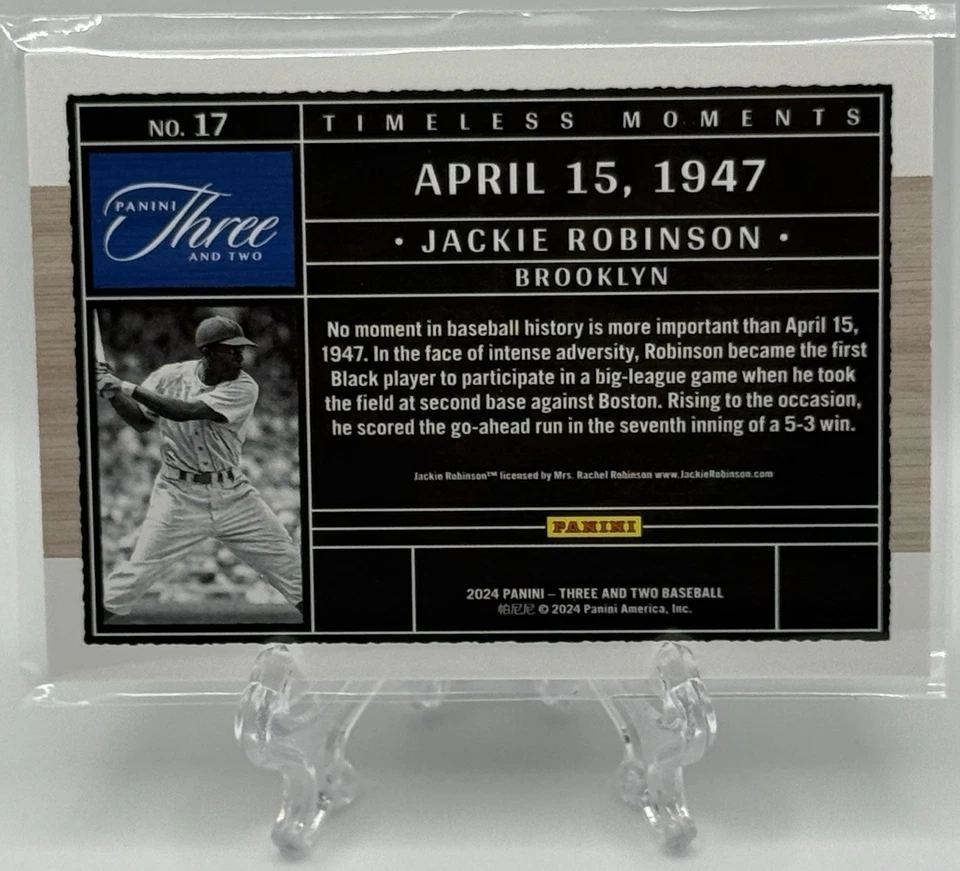 NO. 17
TIMELESS MOMENTS
PANINI
Three
AND TWO
APRIL 15, 1947
• JACKIE ROBINSON •
BROOKLYN
No moment in baseball history is more important than April 15,
1947. In the face of intense adversity, Robinson became the first
Black player to participate in a big-league game when he took
the field at second base against Boston. Rising to the occasion,
he scored the go-ahead run in the seventh inning of a 5-3 win.
Jackie Robinson™ licensed by Mrs. Rachel Robinson www.JackieRobinson.com
PANINI
2024 PANINI – THREE AND TWO BASEBALL
帕尼尼 © 2024 Panini America, Inc.